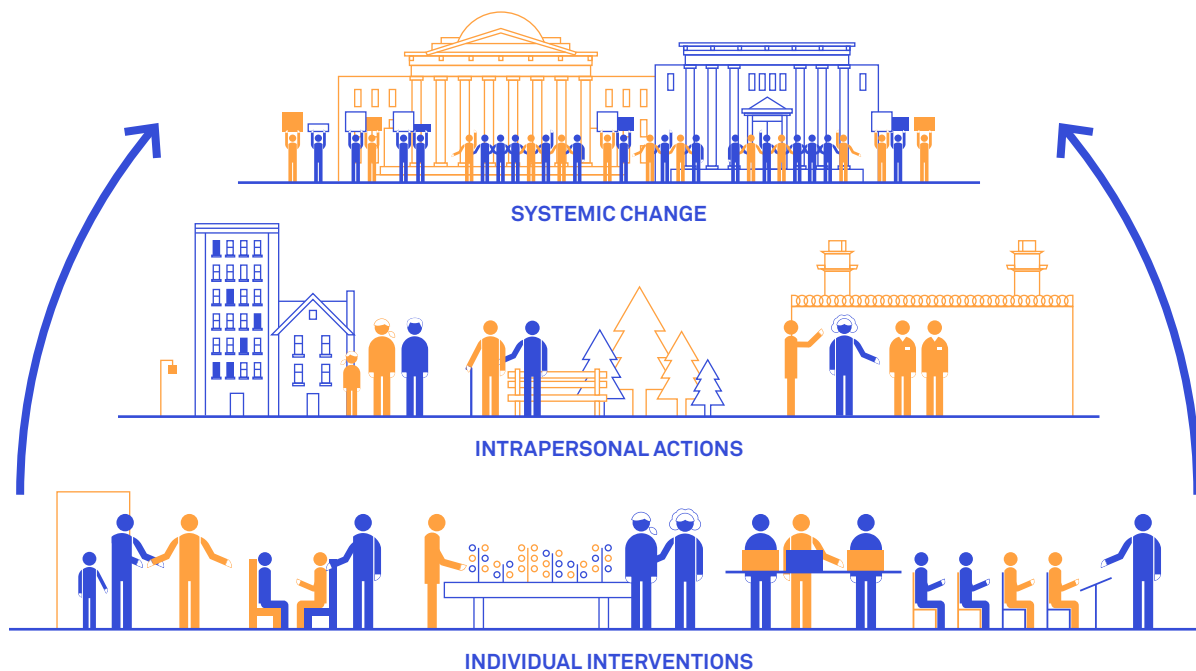 SYSTEMIC CHANGE
INTRAPERSONAL ACTIONS
INDIVIDUAL INTERVENTIONS